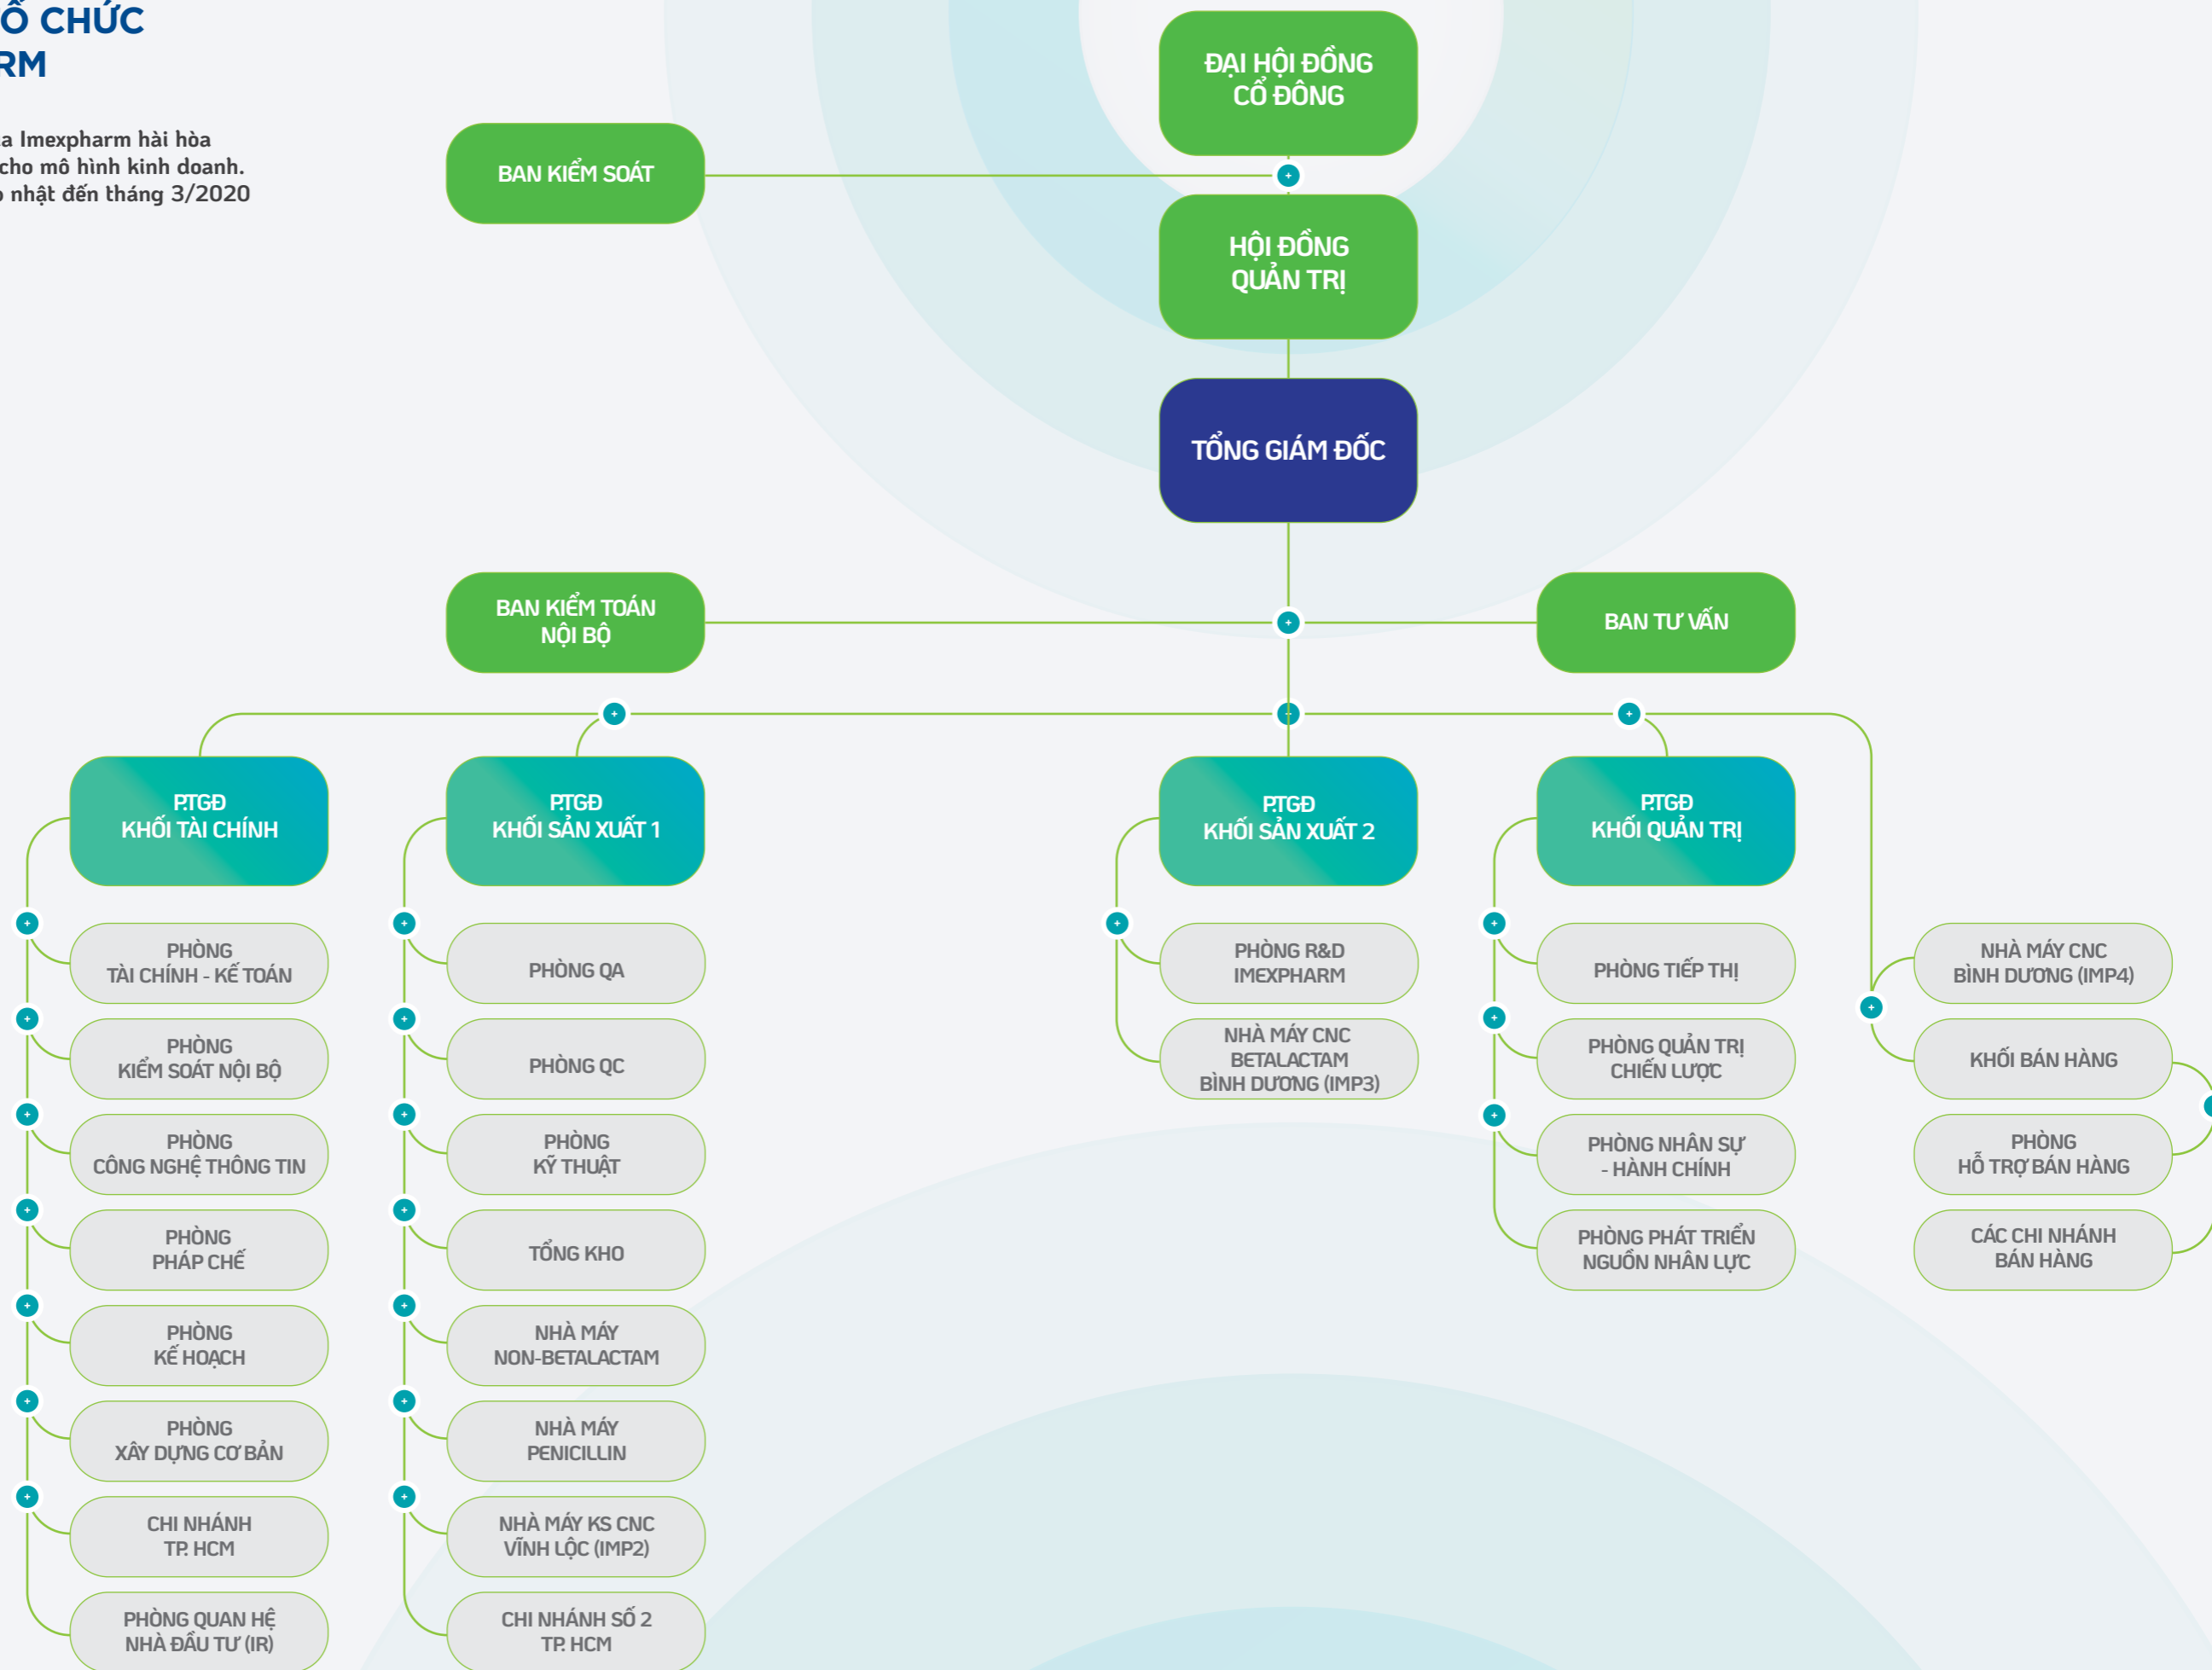 Ổ CHỨC
RM
a Imexpharm hài hòa
cho mô hình kinh doanh.
nhật đến tháng 3/2020
ĐẠI HỘI ĐỒNG
CỔ ĐÔNG
BAN KIỂM SOÁT
HỘI ĐỒNG
QUẢN TRỊ
TỔNG GIÁM ĐỐC
BAN KIỂM TOÁN
NỘI BỘ
BAN TƯ VẤN
P.TGĐ
KHỐI TÀI CHÍNH
PHÒNG
TÀI CHÍNH - KẾ TOÁN
PHÒNG
KIỂM SOÁT NỘI BỘ
PHÒNG
CÔNG NGHỆ THÔNG TIN
PHÒNG
PHÁP CHẾ
PHÒNG
KẾ HOẠCH
PHÒNG
XÂY DỰNG CƠ BẢN
CHI NHÁNH
TP. HCM
PHÒNG QUAN HỆ
NHÀ ĐẦU TƯ (IR)
P.TGĐ
KHỐI SẢN XUẤT 1
PHÒNG QA
PHÒNG QC
PHÒNG
KỸ THUẬT
TỔNG KHO
NHÀ MÁY
NON-BETALACTAM
NHÀ MÁY
PENICILLIN
NHÀ MÁY KS CNC
VĨNH LỘC (IMP2)
CHI NHÁNH SỐ 2
TP. HCM
P.TGĐ
KHỐI SẢN XUẤT 2
PHÒNG R&D
IMEXPHARM
NHÀ MÁY CNC
BETALACTAM
BÌNH DƯƠNG (IMP3)
P.TGĐ
KHỐI QUẢN TRỊ
PHÒNG TIẾP THỊ
PHÒNG QUẢN TRỊ
CHIẾN LƯỢC
PHÒNG NHÂN SỰ
- HÀNH CHÍNH
PHÒNG PHÁT TRIỂN
NGUỒN NHÂN LỰC
NHÀ MÁY CNC
BÌNH DƯƠNG (IMP4)
KHỐI BÁN HÀNG
PHÒNG
HỖ TRỢ BÁN HÀNG
CÁC CHI NHÁNH
BÁN HÀNG